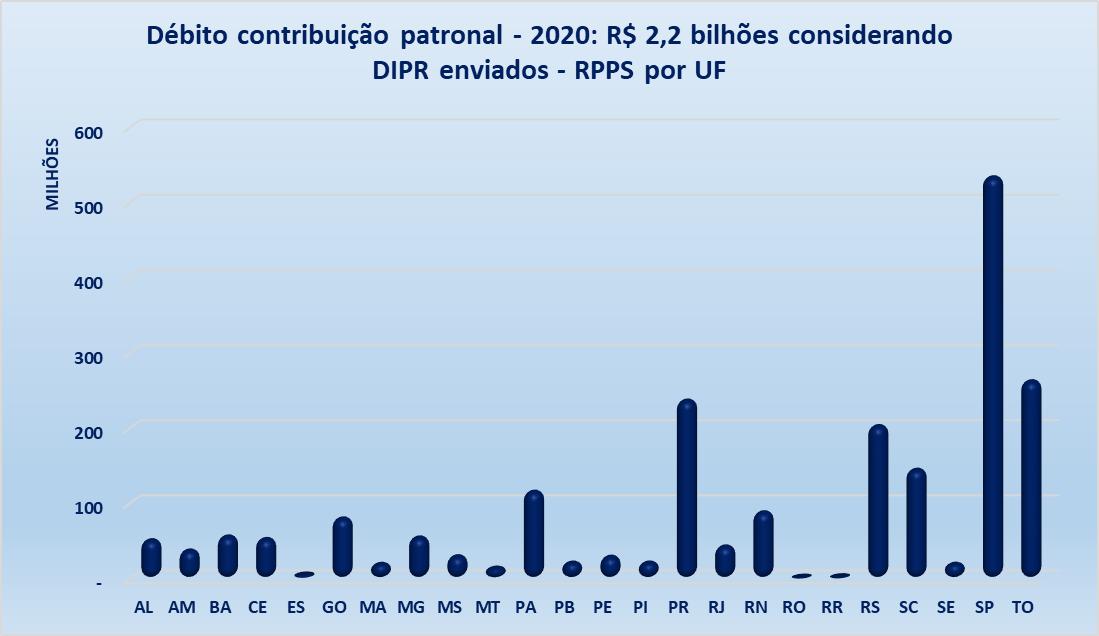 Débito contribuição patronal - 2020: R$ 2,2 bilhões considerando
DIPR enviados - RPPS por UF
MILHÕES
600
500
400
300
200
100
-
AL AM BA CE ES GO MA MG MS MT PA PB PE PI PR RJ RN RO RR RS SC SE SP TO